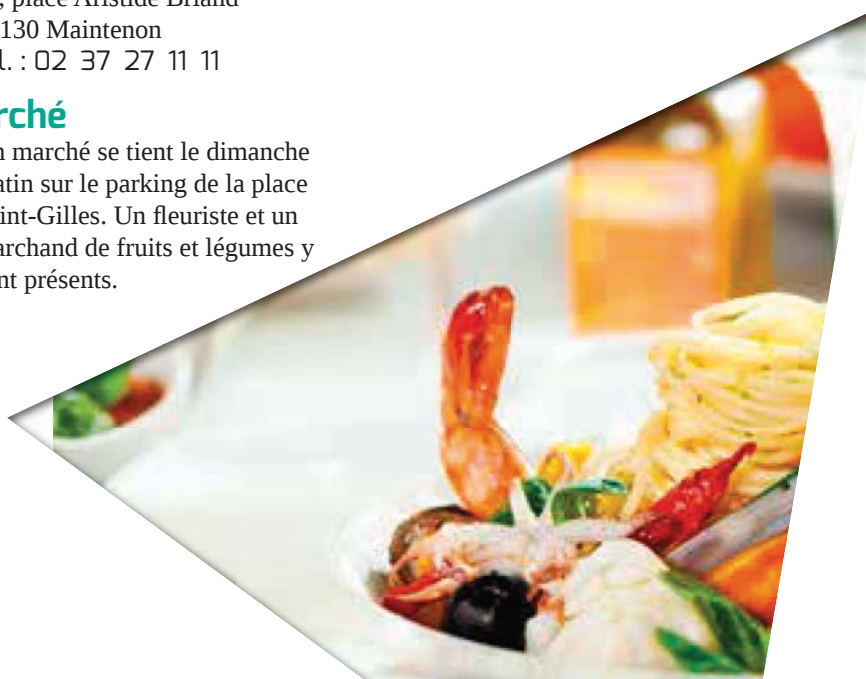 , place Aristide Briand
130 Maintenon
l. : 02 37 27 11 11
rché
n marché se tient le dimanche
atin sur le parking de la place
int-Gilles. Un fleuriste et un
archand de fruits et légumes y
nt présents.